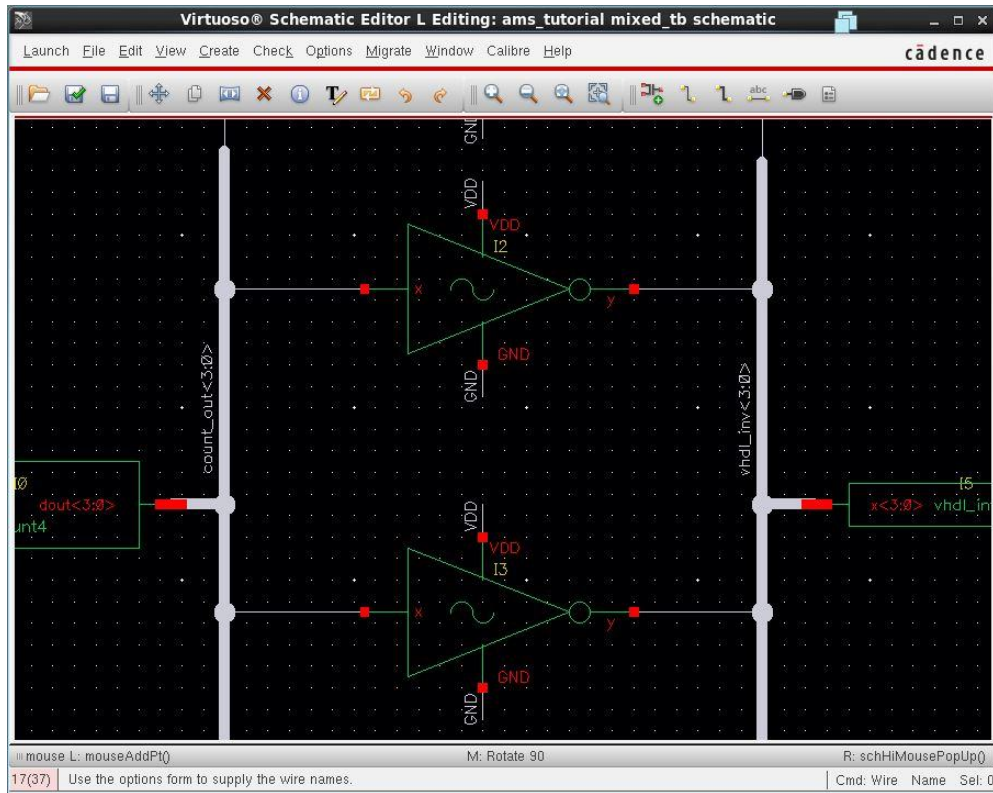 Virtuoso® Schematic Editor L Editing: ams_tutorial mixed_tb schematic
Launch File Edit View Create Check Options Migrate Window Calibre Help
cādence
abc
GND
VDD
VDD
I2
x
y
GND
GND
count_out<3:0>
vhdl_inv<3:0>
I0
dout<3:0>
unt4
I5
x<3:0> vhdl_in
VDD
VDD
I3
x
y
GND
GND
mouse L: mouseAddPt()
M: Rotate 90
R: schHiMousePopUp()
17(37)
Use the options form to supply the wire names.
Cmd: Wire Name Sel: 0